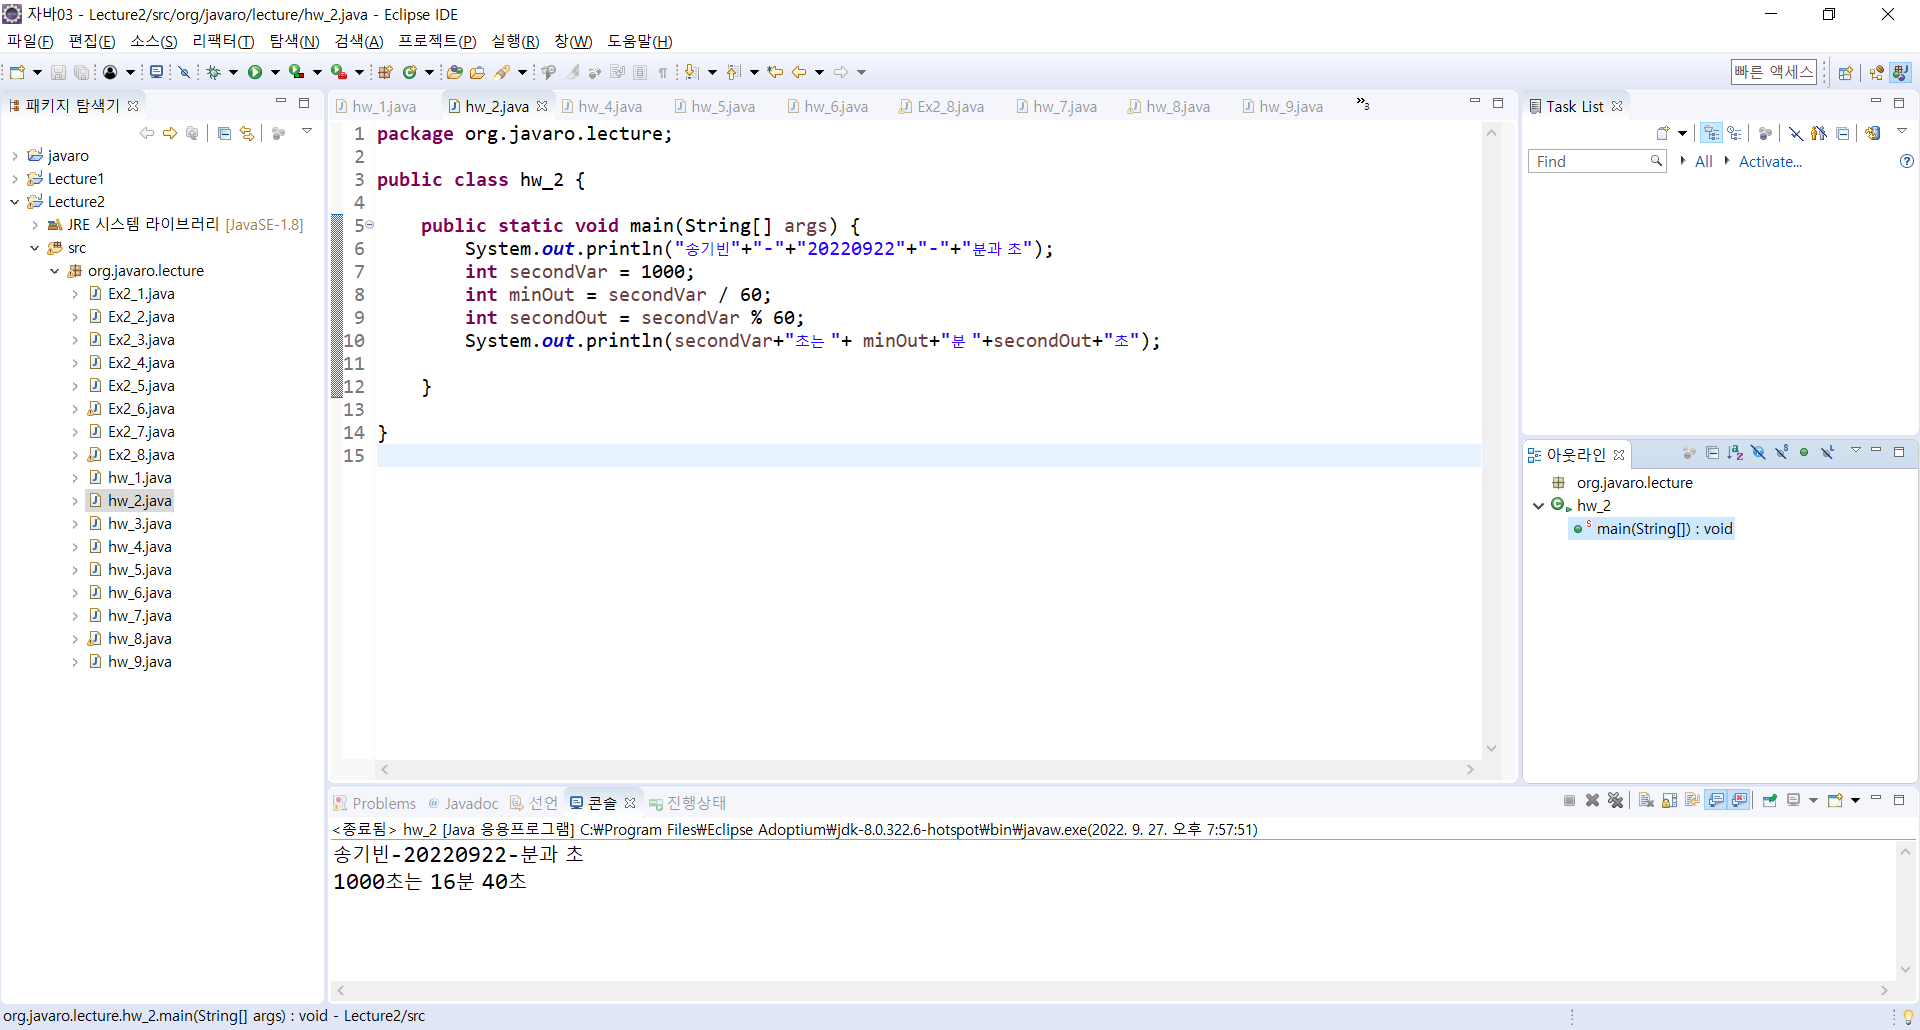 자바03 - Lecture2/src/org/javaro/lecture/hw_2.java - Eclipse IDE
파일(F) 편집(E) 소스(S) 리팩터(T) 탐색(N) 검색(A) 프로젝트(P) 실행(R) 창(W) 도움말(H)
빠른 액세스
패키지 탐색기
javaro
Lecture1
Lecture2
JRE 시스템 라이브러리 [JavaSE-1.8]
src
org.javaro.lecture
Ex2_1.java
Ex2_2.java
Ex2_3.java
Ex2_4.java
Ex2_5.java
Ex2_6.java
Ex2_7.java
Ex2_8.java
hw_1.java
hw_2.java
hw_3.java
hw_4.java
hw_5.java
hw_6.java
hw_7.java
hw_8.java
hw_9.java
hw_1.java hw_2.java hw_4.java hw_5.java hw_6.java Ex2_8.java hw_7.java hw_8.java hw_9.java »3
1 package org.javaro.lecture;
2
3 public class hw_2 {
4
5 public static void main(String[] args) {
6 System.out.println("송기빈"+"-"+"20220922"+"-"+"분과 초");
7 int secondVar = 1000;
8 int minOut = secondVar / 60;
9 int secondOut = secondVar % 60;
10 System.out.println(secondVar+"초는 "+ minOut+"분 "+secondOut+"초");
11
12 }
13
14 }
15
Task List
Find All Activate...
아웃라인
org.javaro.lecture
hw_2
main(String[]) : void
Problems @ Javadoc 선언 콘솔 진행상태
<종료됨> hw_2 [Java 응용프로그램] C:₩Program Files₩Eclipse Adoptium₩jdk-8.0.322.6-hotspot₩bin₩javaw.exe(2022. 9. 27. 오후 7:57:51)
송기빈-20220922-분과 초
1000초는 16분 40초
org.javaro.lecture.hw_2.main(String[] args) : void - Lecture2/src